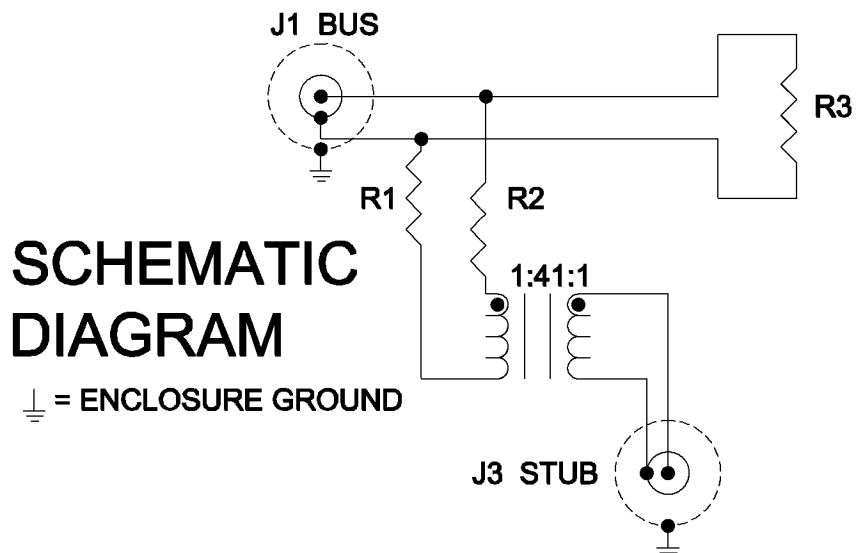 J1 BUS
R3
R1
R2
SCHEMATIC
DIAGRAM
1:41:1
= ENCLOSURE GROUND
J3 STUB